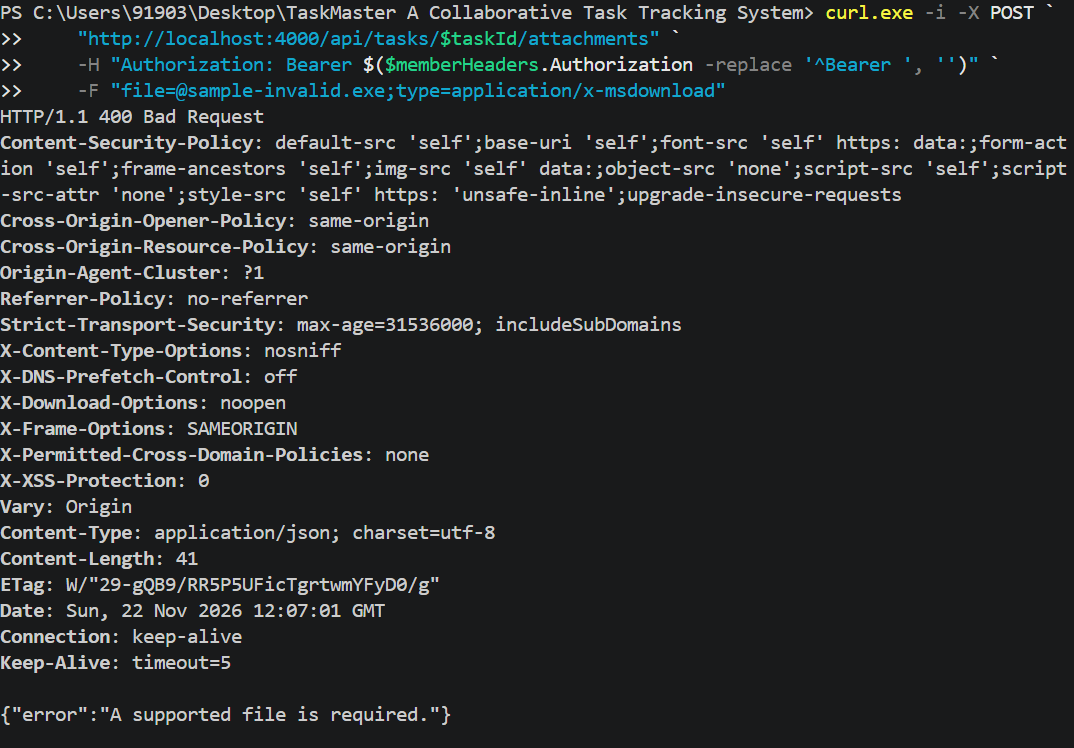 PS C:\Users\91903\Desktop\TaskMaster A Collaborative Task Tracking System> curl.exe -i -X POST `
>>     "http://localhost:4000/api/tasks/$taskId/attachments" `
>>     -H "Authorization: Bearer $($memberHeaders.Authorization -replace '^Bearer ', '')" `
>>     -F "file=@sample-invalid.exe;type=application/x-msdownload"
HTTP/1.1 400 Bad Request
Content-Security-Policy: default-src 'self';base-uri 'self';font-src 'self' https: data:;form-act
ion 'self';frame-ancestors 'self';img-src 'self' data:;object-src 'none';script-src 'self';script
-src-attr 'none';style-src 'self' https: 'unsafe-inline';upgrade-insecure-requests
Cross-Origin-Opener-Policy: same-origin
Cross-Origin-Resource-Policy: same-origin
Origin-Agent-Cluster: ?1
Referrer-Policy: no-referrer
Strict-Transport-Security: max-age=31536000; includeSubDomains
X-Content-Type-Options: nosniff
X-DNS-Prefetch-Control: off
X-Download-Options: noopen
X-Frame-Options: SAMEORIGIN
X-Permitted-Cross-Domain-Policies: none
X-XSS-Protection: 0
Vary: Origin
Content-Type: application/json; charset=utf-8
Content-Length: 41
ETag: W/"29-gQB9/RR5P5UFicTgrtwmYFyD0/g"
Date: Sun, 22 Nov 2026 12:07:01 GMT
Connection: keep-alive
Keep-Alive: timeout=5

{"error":"A supported file is required."}